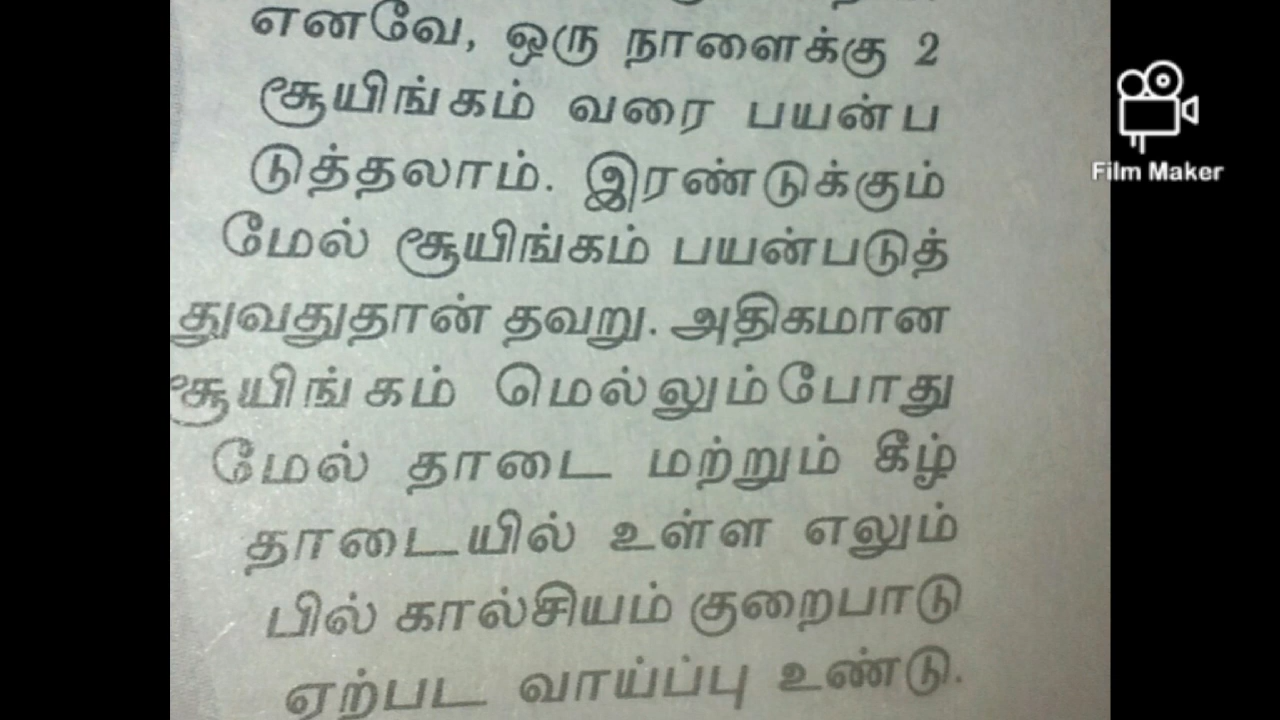 எனவே, ஒரு நாளைக்கு 2
சூயிங்கம் வரை பயன்ப
டுத்தலாம். இரண்டுக்கும்
மேல் சூயிங்கம் பயன்படுத்
துவதுதான் தவறு. அதிகமான
சூயிங்கம் மெல்லும்போது
மேல் தாடை மற்றும் கீழ்
தாடையில் உள்ள எலும்
பில் கால்சியம் குறைபாடு
ஏற்பட வாய்ப்பு உண்டு.
Film Maker